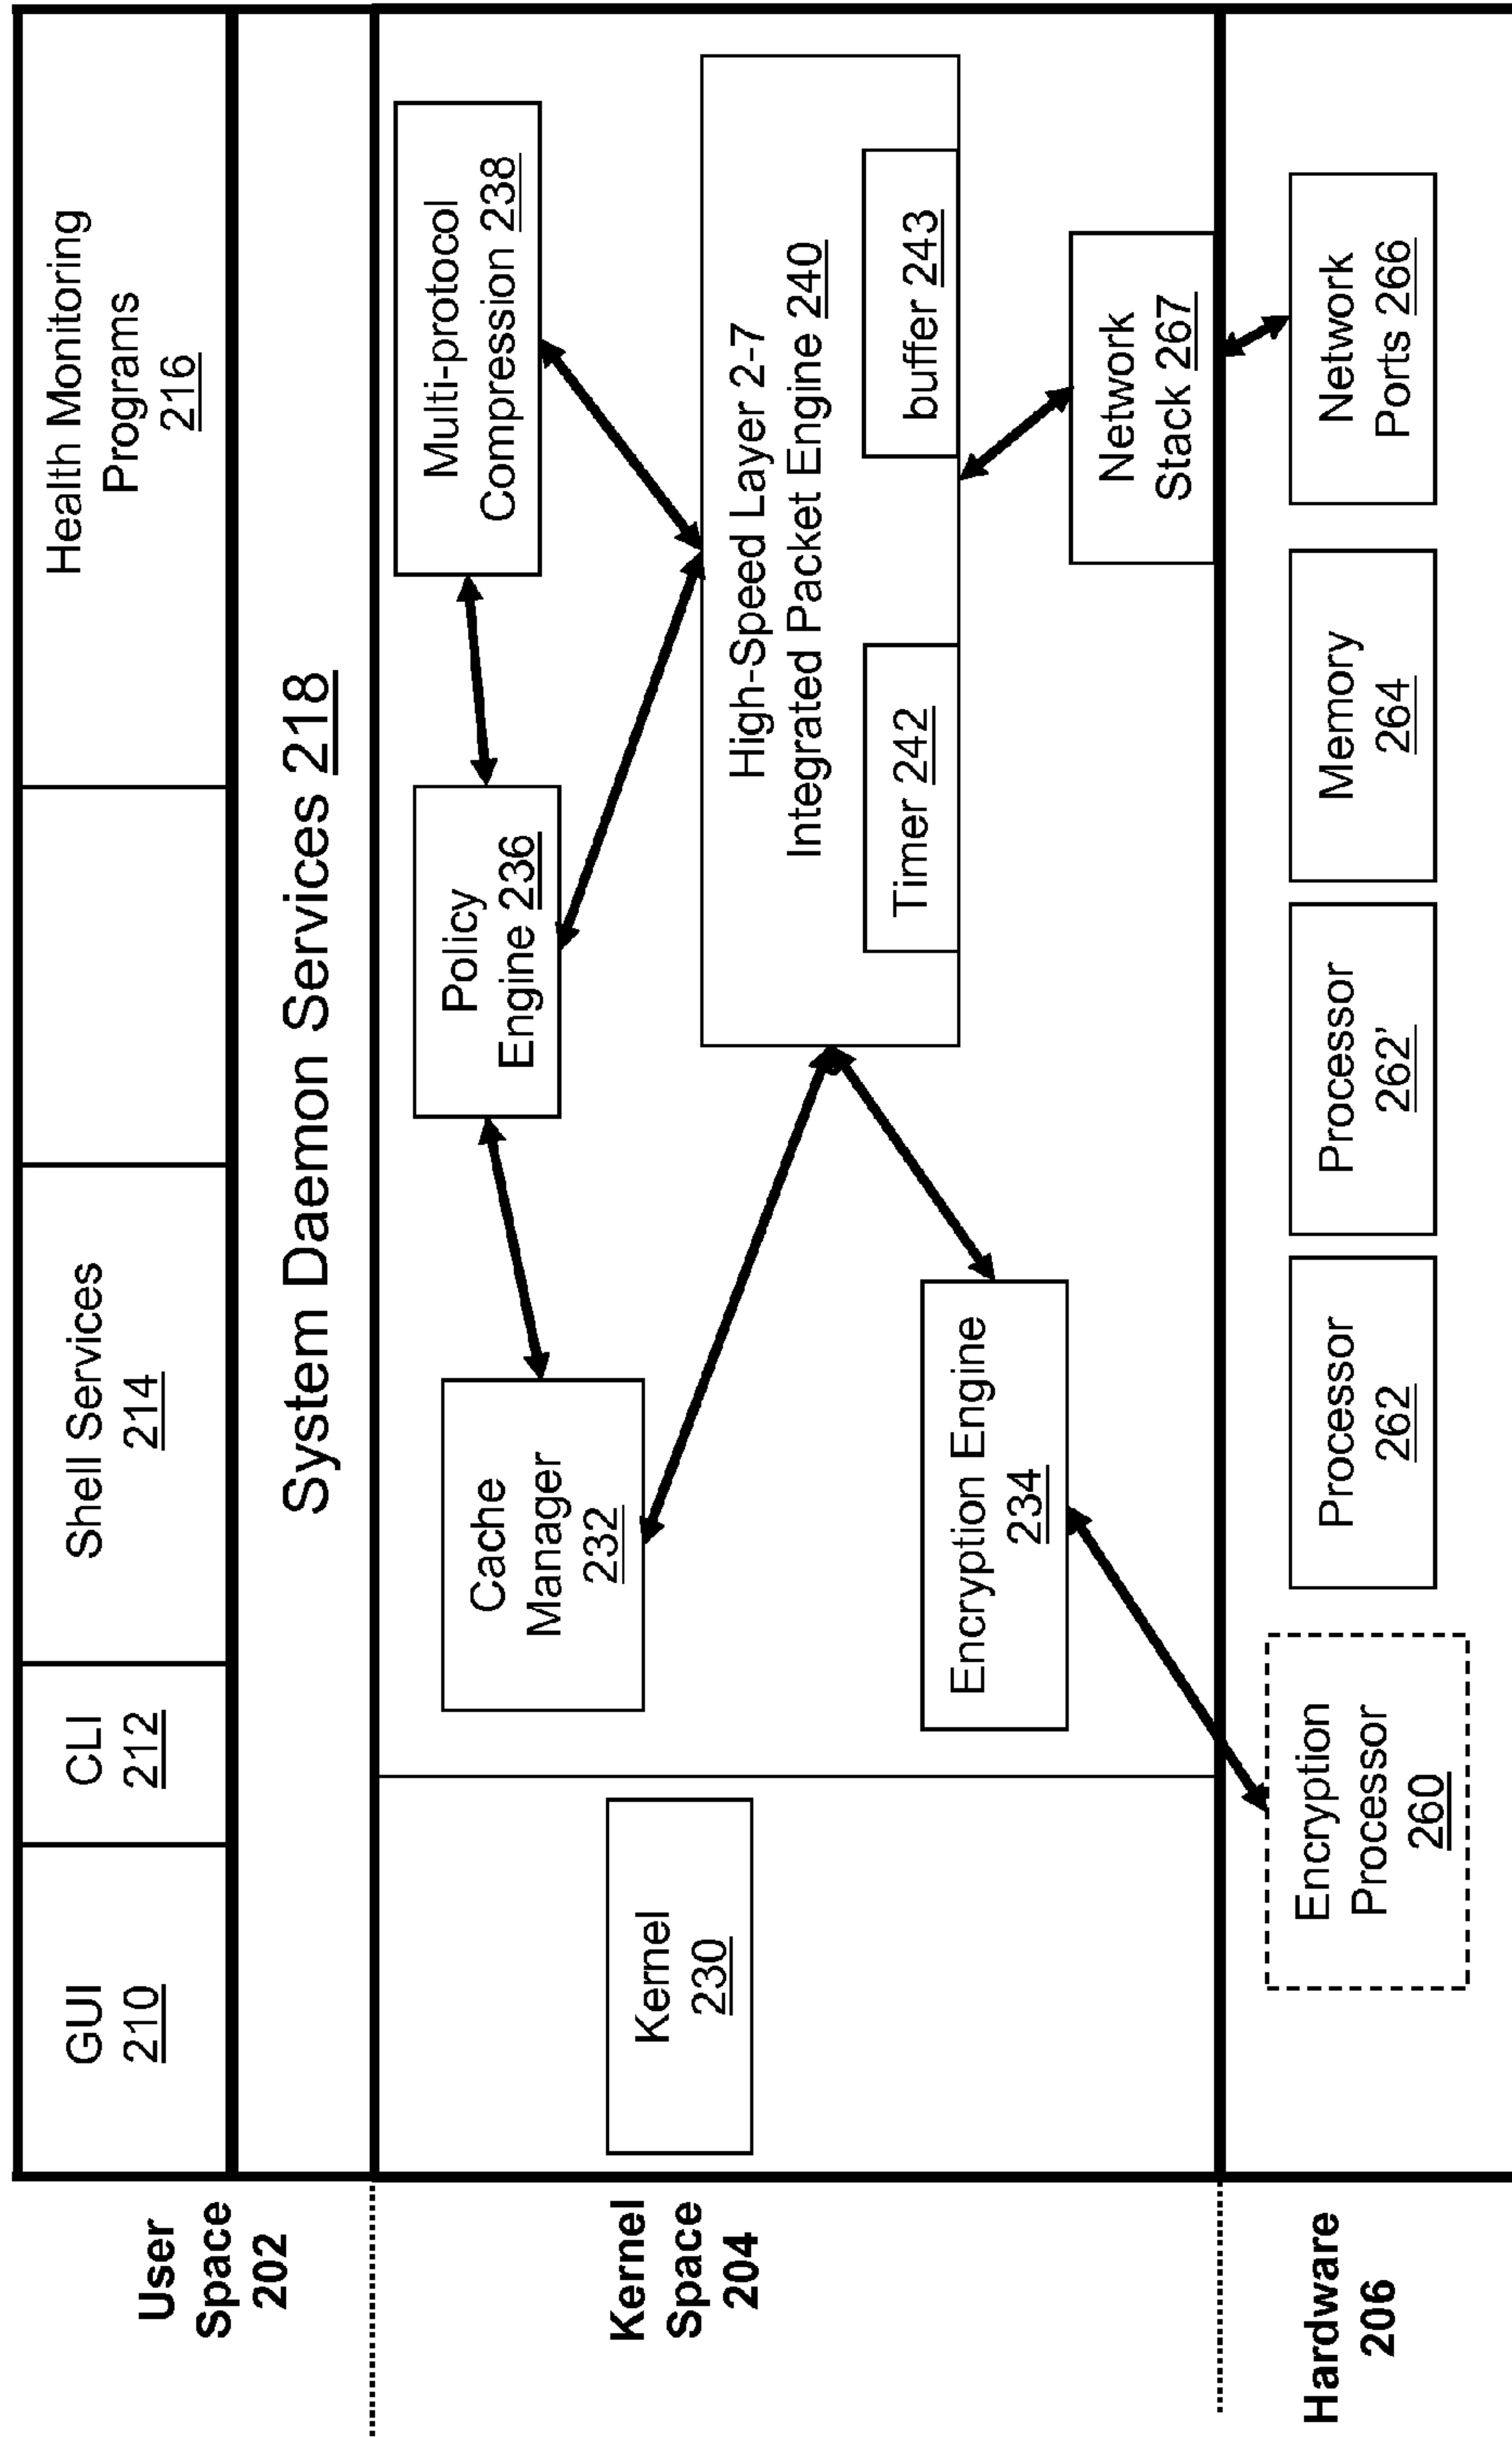 User
Space
202
GUI
210
CLI
212
Shell Services
214
Health Monitoring
Programs
216
System Daemon Services 218
Kernel
Space
204
Kernel
230
Cache
Manager
232
Policy
Engine 236
Multi-protocol
Compression 238
High-Speed Layer 2-7
Integrated Packet Engine 240
Timer 242
buffer 243
Encryption Engine
234
Network
Stack 267
Hardware
206
Encryption
Processor
260
Processor
262
Processor
262'
Memory
264
Network
Ports 266